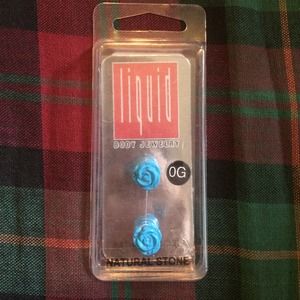 liquid
BODY JEWELRY
0G
NATURAL STONE